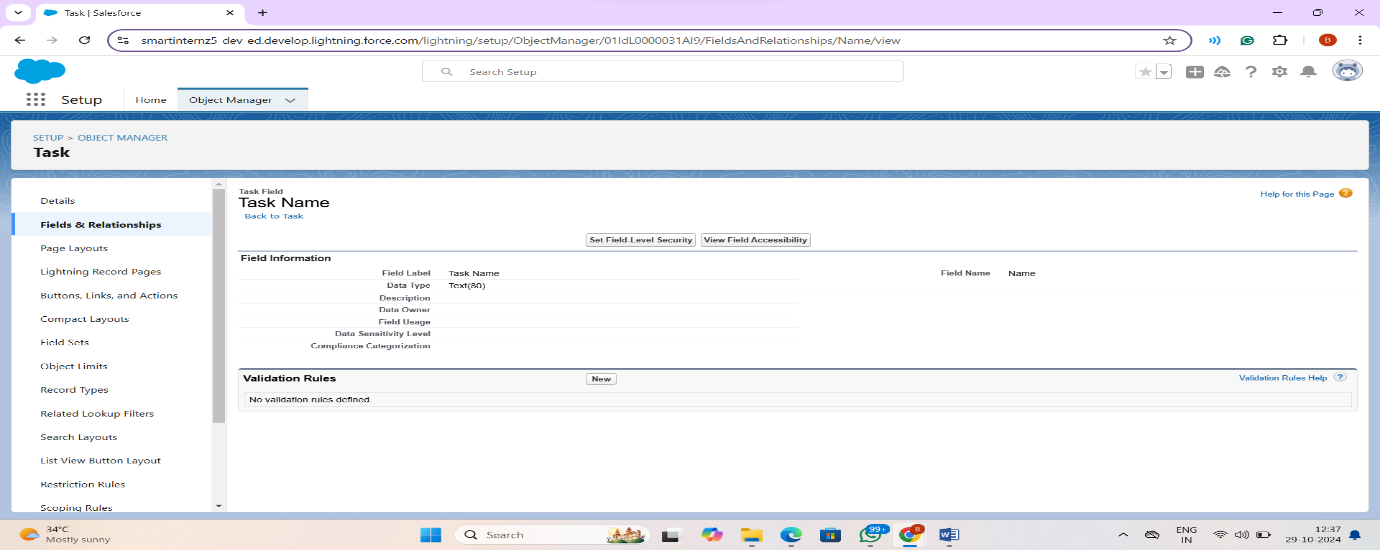 Task | Salesforce
smartinternz5 dev ed.develop.lightning.force.com/lightning/setup/ObjectManager/01IdL0000031AI9/FieldsAndRelationships/Name/view
B
Search Setup
Setup
Home
Object Manager
SETUP > OBJECT MANAGER
Task
Details
Fields & Relationships
Page Layouts
Lightning Record Pages
Buttons, Links, and Actions
Compact Layouts
Field Sets
Object Limits
Record Types
Related Lookup Filters
Search Layouts
List View Button Layout
Restriction Rules
Scoping Rules
Task Field
Task Name
Back to Task
Help for this Page
Set Field-Level Security View Field Accessibility
Field Information
Field Label Task Name Field Name Name
Data Type Text(80)
Description
Data Owner
Field Usage
Data Sensitivity Level
Compliance Categorization
Validation Rules New Validation Rules Help ?
No validation rules defined.
34°C
Mostly sunny
Search
99+
B
ENG
IN
12:37
29-10-2024